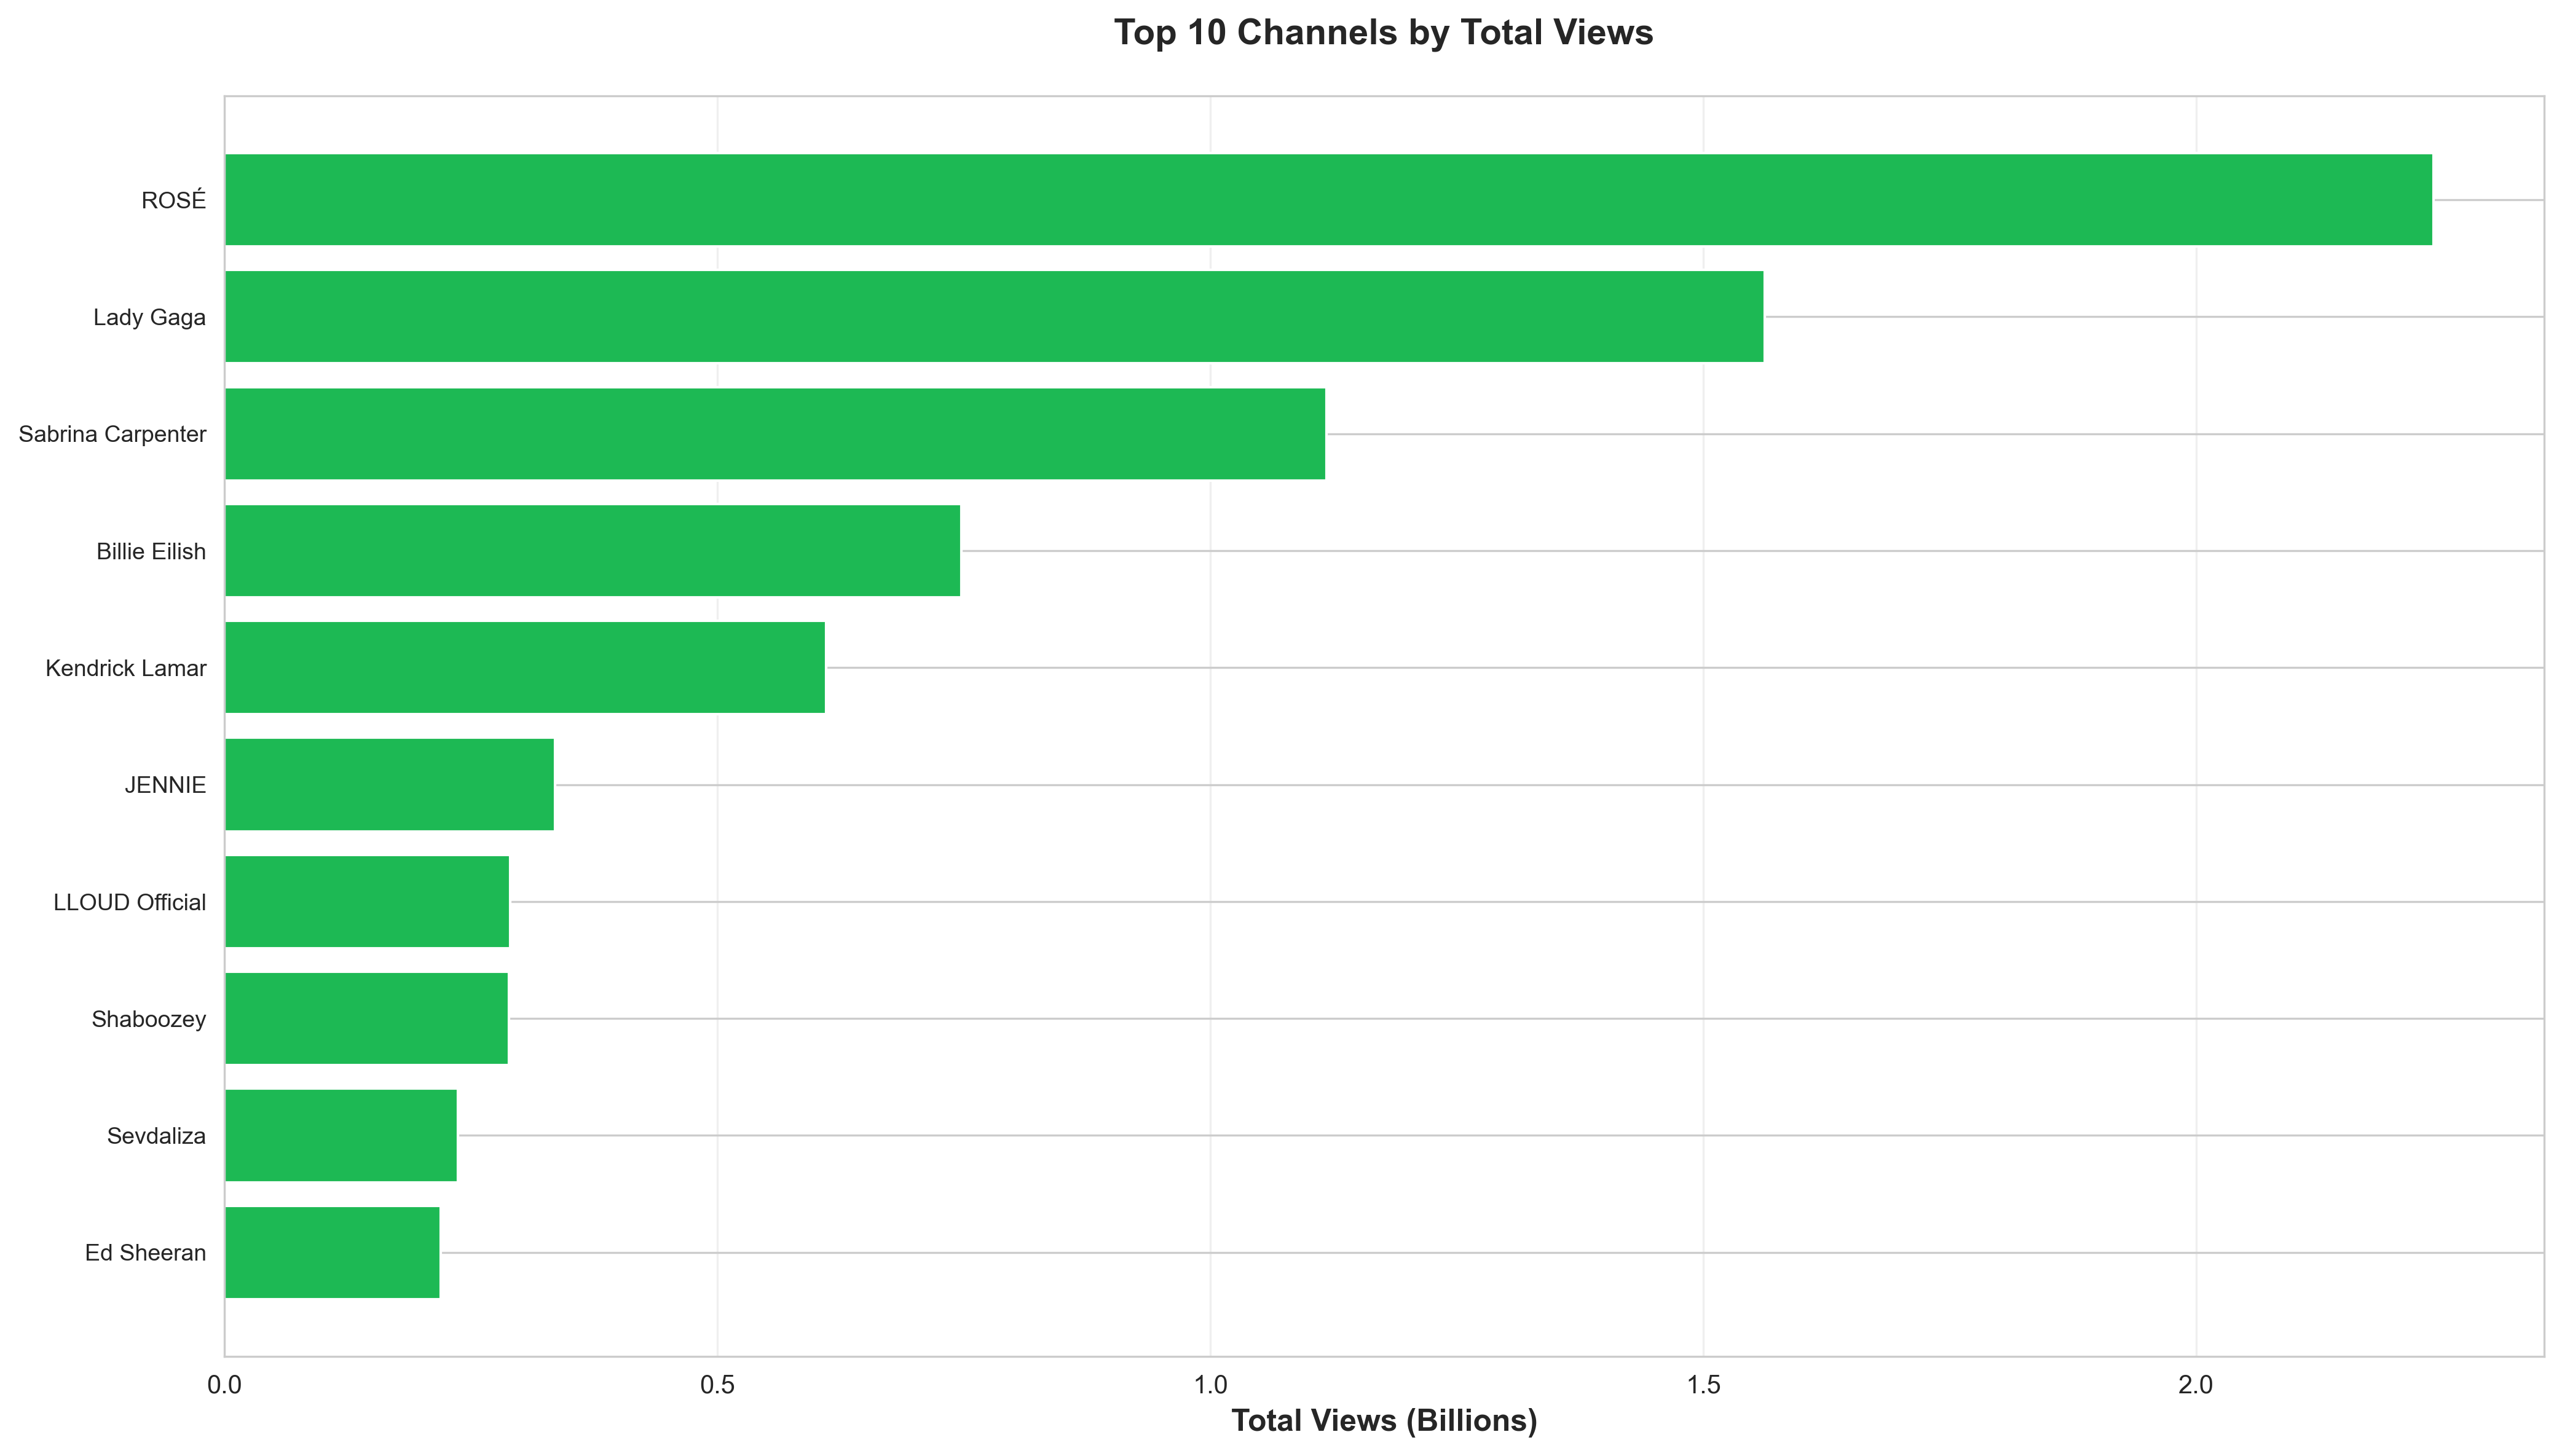 Top 10 Channels by Total Views
ROSÉ
Lady Gaga
Sabrina Carpenter
Billie Eilish
Kendrick Lamar
JENNIE
LLOUD Official
Shaboozey
Sevdaliza
Ed Sheeran
0.0 0.5 1.0 1.5 2.0
Total Views (Billions)